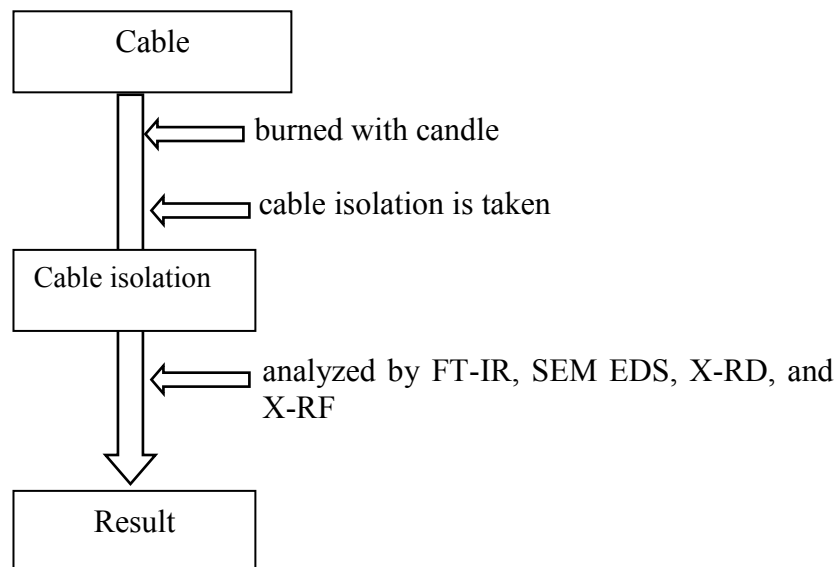 Cable
burned with candle
cable isolation is taken
Cable isolation
analyzed by FT-IR, SEM EDS, X-RD, and
X-RF
Result